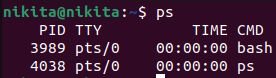 nikita@nikita:~$ ps
PID TTY TIME CMD
3989 pts/0 00:00:00 bash
4038 pts/0 00:00:00 ps